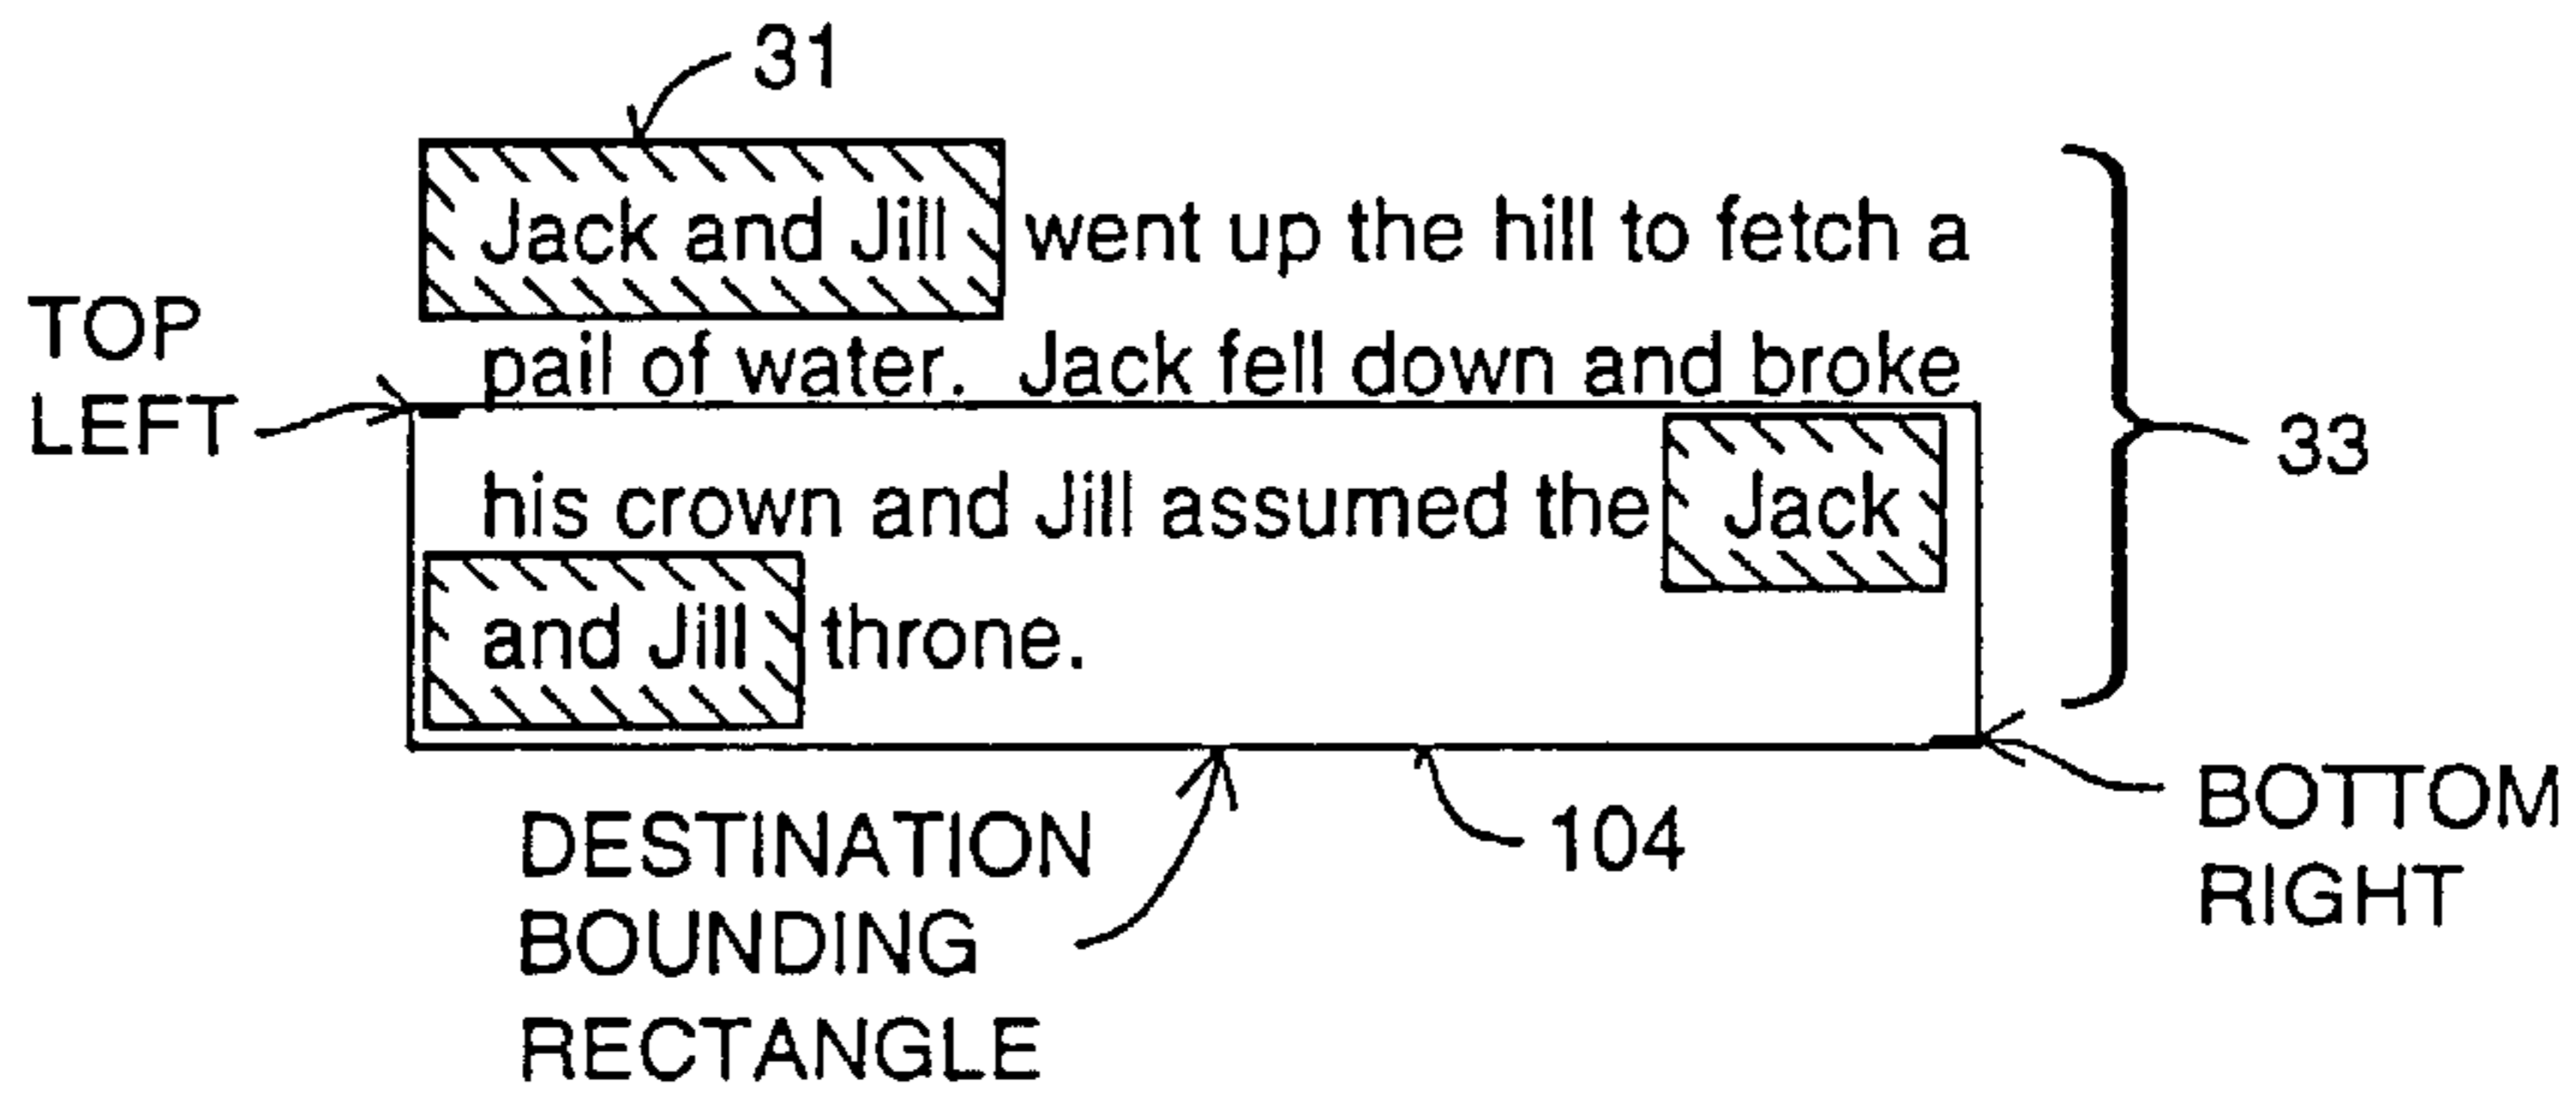 31
Jack and Jill went up the hill to fetch a
TOP
LEFT
pail of water. Jack fell down and broke
33
his crown and Jill assumed the Jack
and Jill throne.
BOTTOM
RIGHT
104
DESTINATION
BOUNDING
RECTANGLE